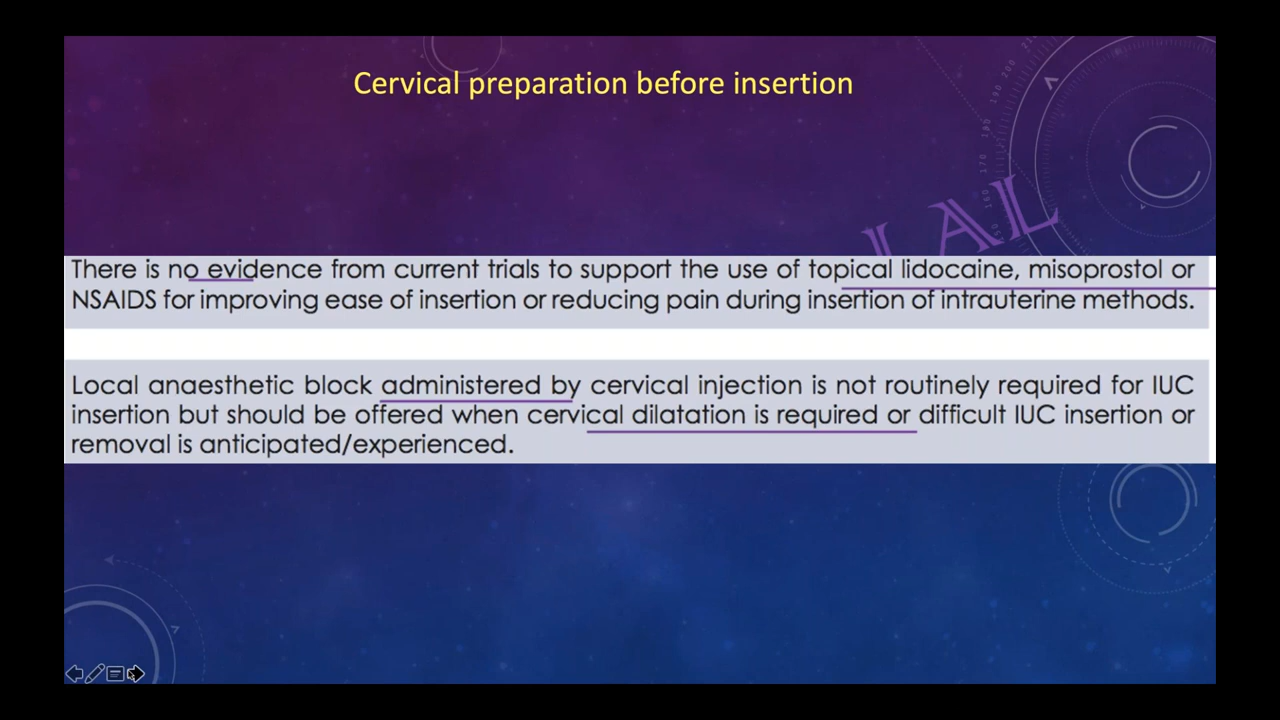 Cervical preparation before insertion
LAL
There is no evidence from current trials to support the use of topical lidocaine, misoprostol or
NSAIDS for improving ease of insertion or reducing pain during insertion of intrauterine methods.
Local anaesthetic block administered by cervical injection is not routinely required for IUC
insertion but should be offered when cervical dilatation is required or difficult IUC insertion or
removal is anticipated/experienced.